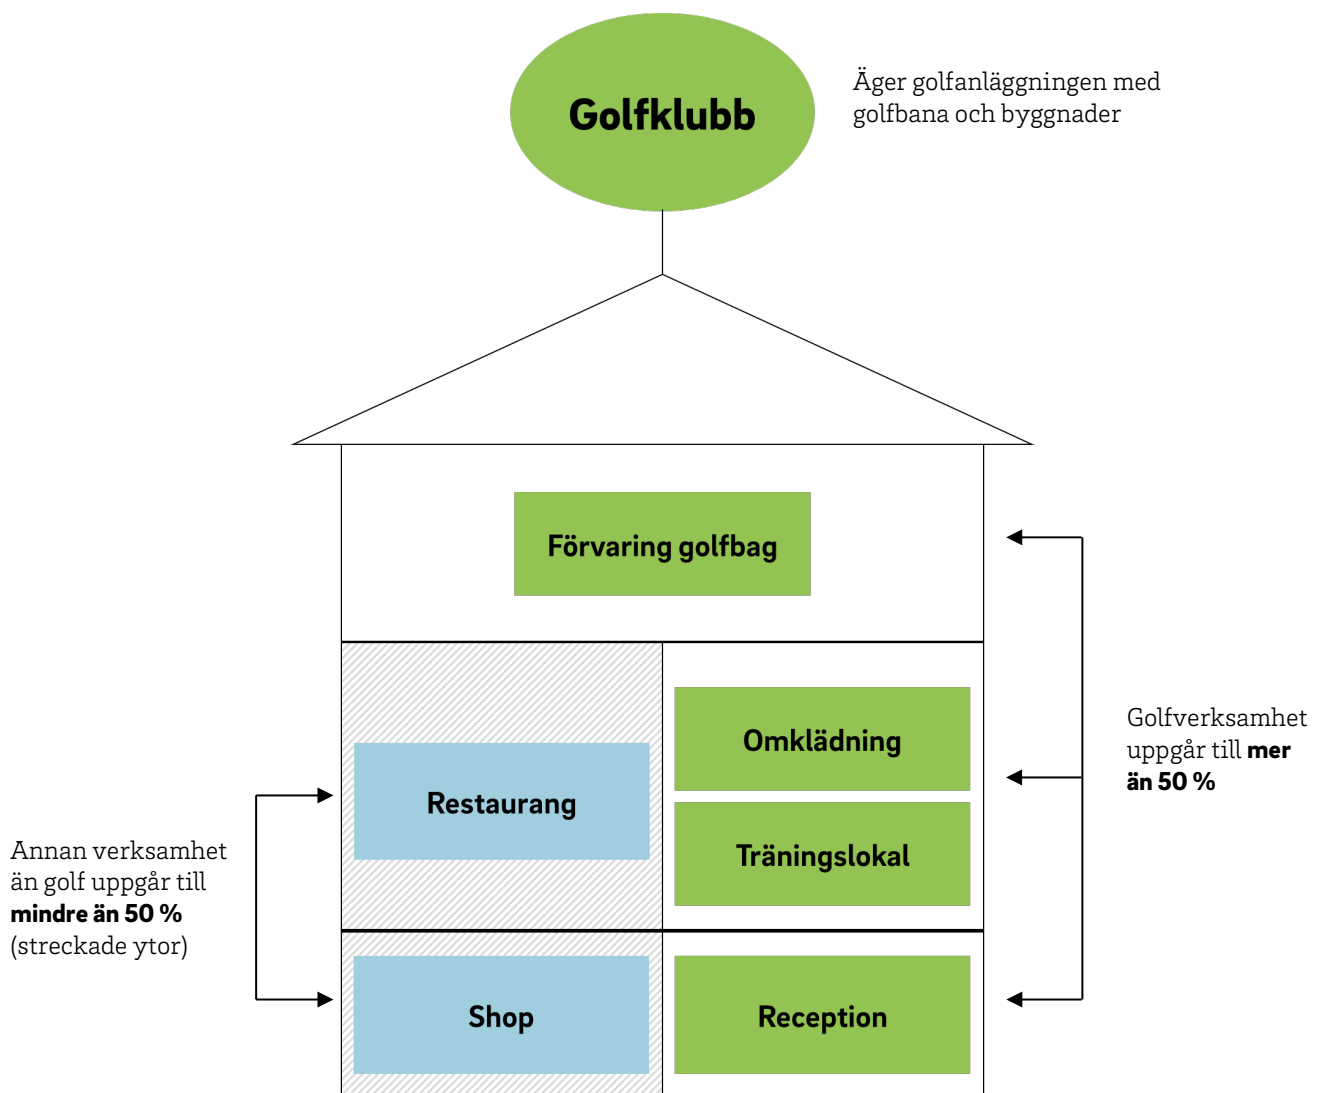 Golfklubb
Äger golfanläggningen med
golfbana och byggnader
Förvaring golfbag
Omklädning
Träningslokal
Restaurang
Golfverksamhet
uppgår till mer
än 50 %
Annan verksamhet
än golf uppgår till
mindre än 50 %
(streckade ytor)
Shop
Reception